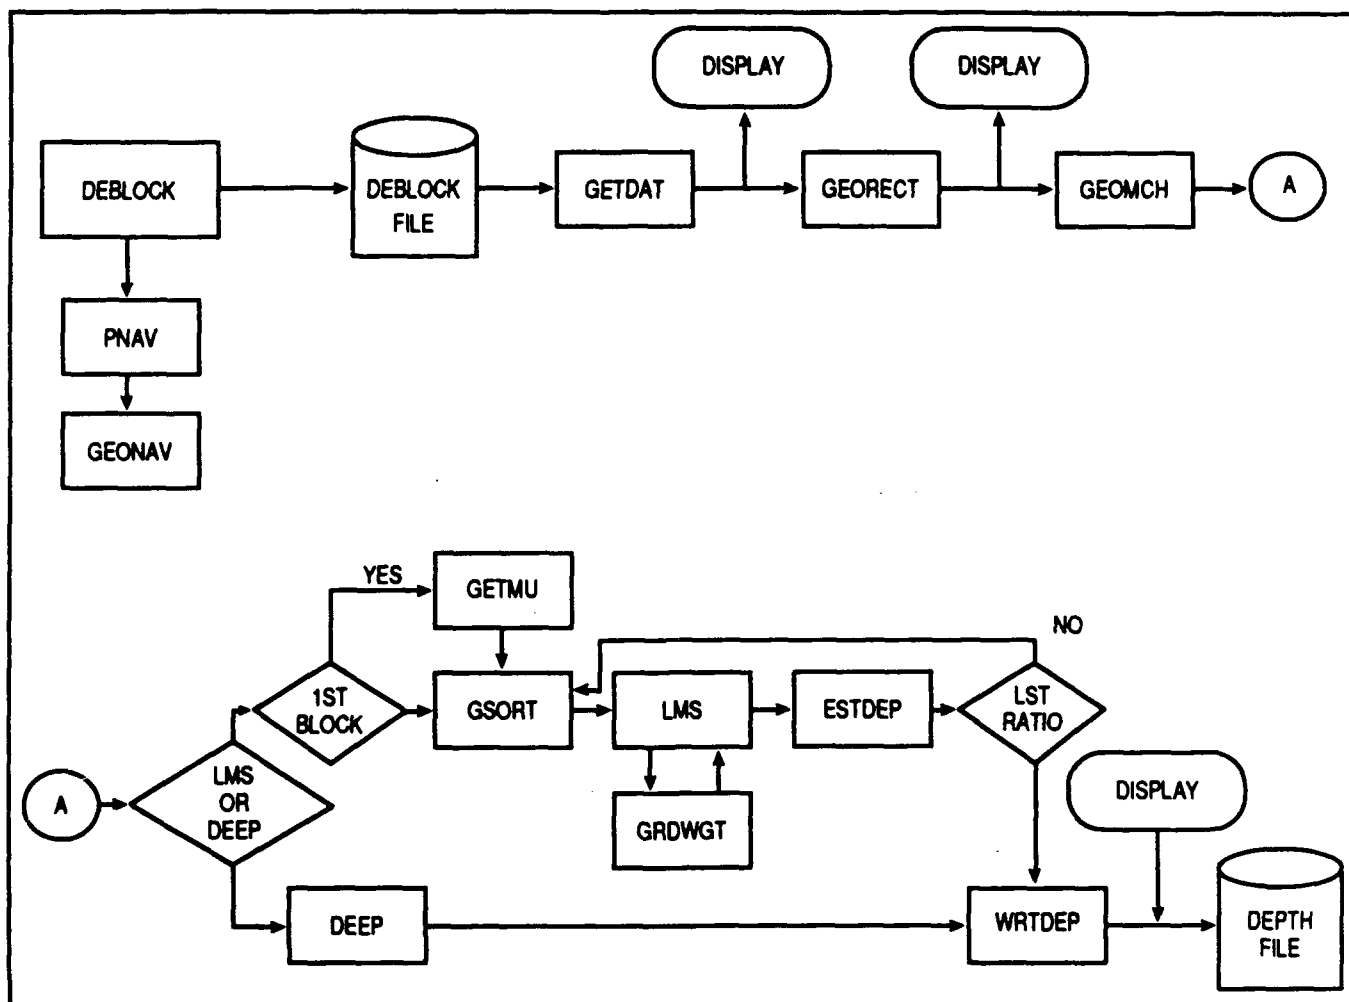 DISPLAY
DISPLAY
DEBLOCK
DEBLOCK
FILE
GETDAT
GEORECT
GEOMCH
A
PNAV
GEONAV
YES
GETMU
NO
1ST
BLOCK
GSORT
LMS
ESTDEP
LST
RATIO
A
LMS
OR
DEEP
GRDWGT
DISPLAY
DEEP
WRTDEP
DEPTH
FILE